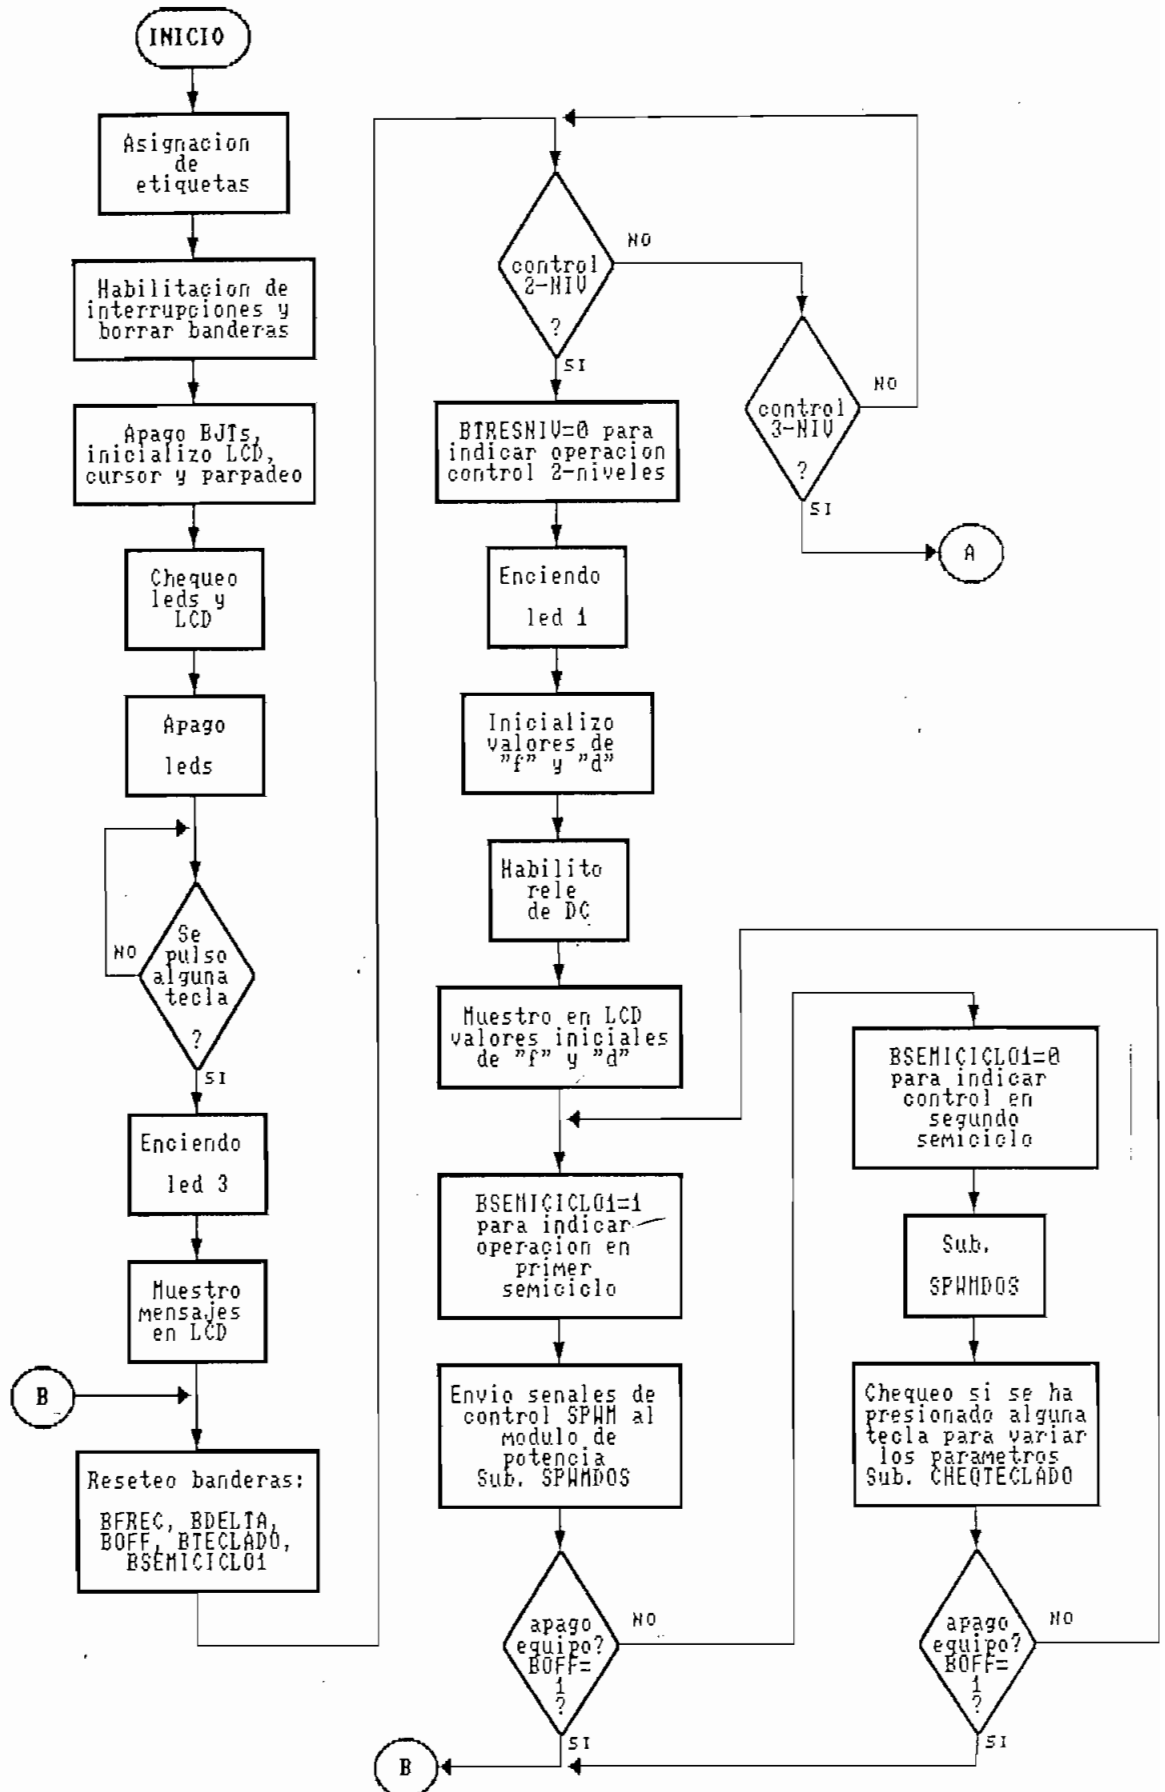 INICIO
Asignacion
de
etiquetas
Habilitacion de
interrupciones y
borrar banderas
Apago BJTs,
inicializo LCD,
cursor y parpadeo
Chequeo
leds y
LCD
Apago
leds
Se
pulso
alguna
tecla
?
NO
SI
Enciendo
led 3
Muestro
mensajes
en LCD
B
Reseteo banderas:
BFREC, BDELTA,
BOFF, BTECLADO,
BSEMICICLO1
control
2-NIV
?
NO
SI
control
3-NIV
?
NO
SI
A
BTRESNIV=0 para
indicar operacion
control 2-niveles
Enciendo
led 1
Inicializo
valores de
"f" y "d"
Habilito
rele
de DC
Muestro en LCD
valores iniciales
de "f" y "d"
BSEMICICLO1=1
para indicar
operacion en
primer
semiciclo
Envio senales de
control SPWM al
modulo de
potencia
Sub. SPWMDOS
apago
equipo?
BOFF=
1
?
NO
SI
B
BSEMICICLO1=0
para indicar
control en
segundo
semiciclo
Sub.
SPWMDOS
Chequeo si se ha
presionado alguna
tecla para variar
los parametros
Sub. CHEQTECLADO
apago
equipo?
BOFF=
1
?
NO
SI